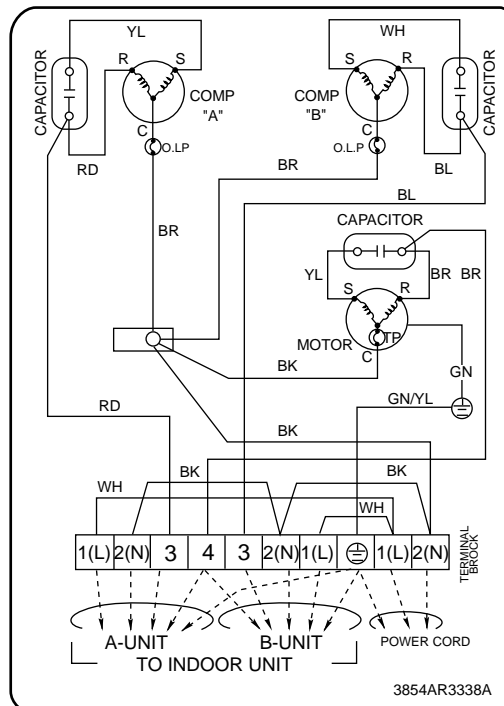 YL
WH
CAPACITOR
R S
COMP
"A"
C
O.LP
RD
S R
COMP
"B"
C
O.L.P
CAPACITOR
BR
BL
BL
BR
CAPACITOR
YL
BR BR
S R
TP
MOTOR
C
BK
GN
GN/YL
RD
BK
BK
BK
WH
WH
1(L) 2(N) 3 4 3 2(N) 1(L) 1(L) 2(N)
TERMINAL
BROCK
A-UNIT
B-UNIT
POWER CORD
TO INDOOR UNIT
3854AR3338A